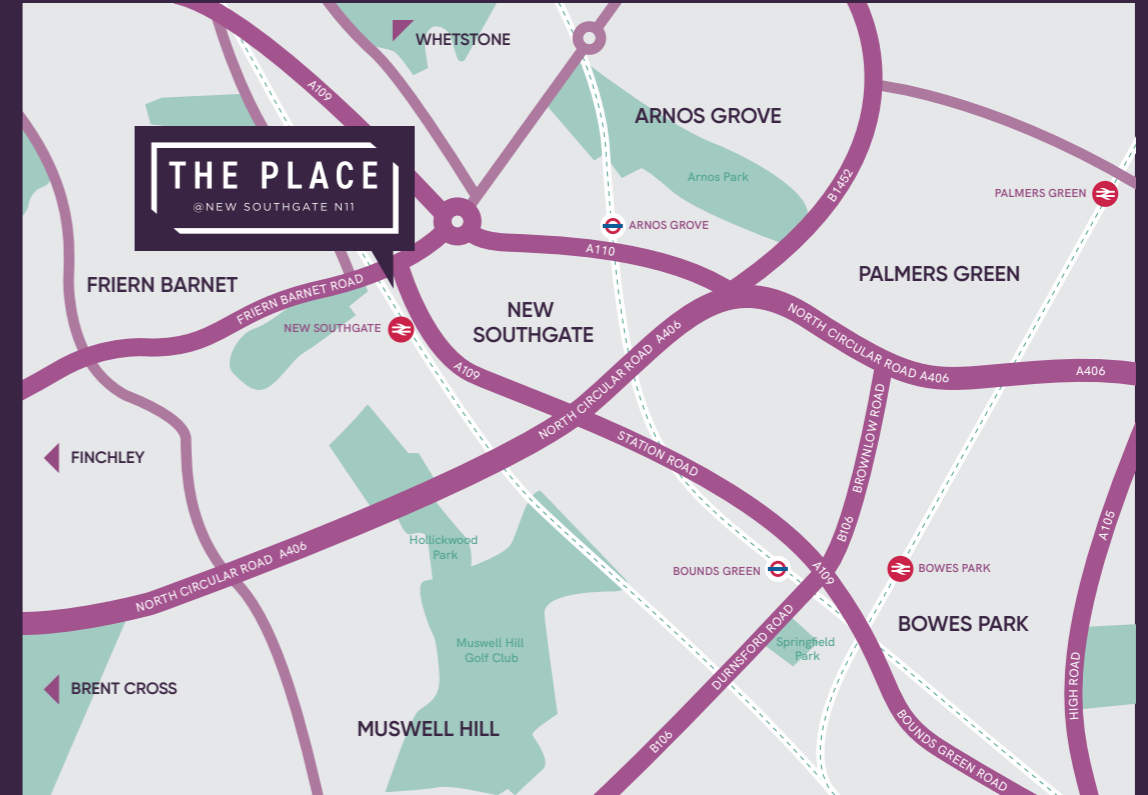 WHETSTONE
A109
ARNOS GROVE
THE PLACE
@NEW SOUTHGATE N11
Arnos Park
B1452
PALMERS GREEN
ARNOS GROVE
A110
FRIERN BARNET
FRIERN BARNET ROAD
PALMERS GREEN
NEW
SOUTHGATE
NEW SOUTHGATE
A109
NORTH CIRCULAR ROAD A406
NORTH CIRCULAR ROAD A406
A406
BROWNLOW ROAD
B106
STATION ROAD
FINCHLEY
A105
Hollickwood
Park
NORTH CIRCULAR ROAD A406
BOUNDS GREEN
A109
BOWES PARK
BOWES PARK
DURNSFORD ROAD
Springfield
Park
Muswell Hill
Golf Club
HIGH ROAD
BRENT CROSS
MUSWELL HILL
B106
BOUNDS GREEN ROAD